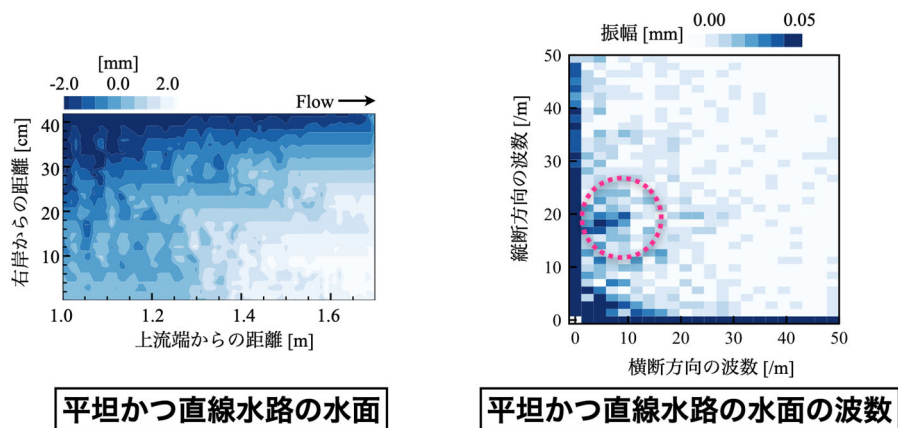 [mm]
-2.0 0.0 2.0
Flow
右岸からの距離 [cm]
40
30
20
10
1.0 1.2 1.4 1.6
上流端からの距離 [m]
平坦かつ直線水路の水面
0.00 0.05
振幅 [mm]
縦断方向の波数 [/m]
50
40
30
20
10
0
0 10 20 30 40 50
横断方向の波数 [/m]
平坦かつ直線水路の水面の波数